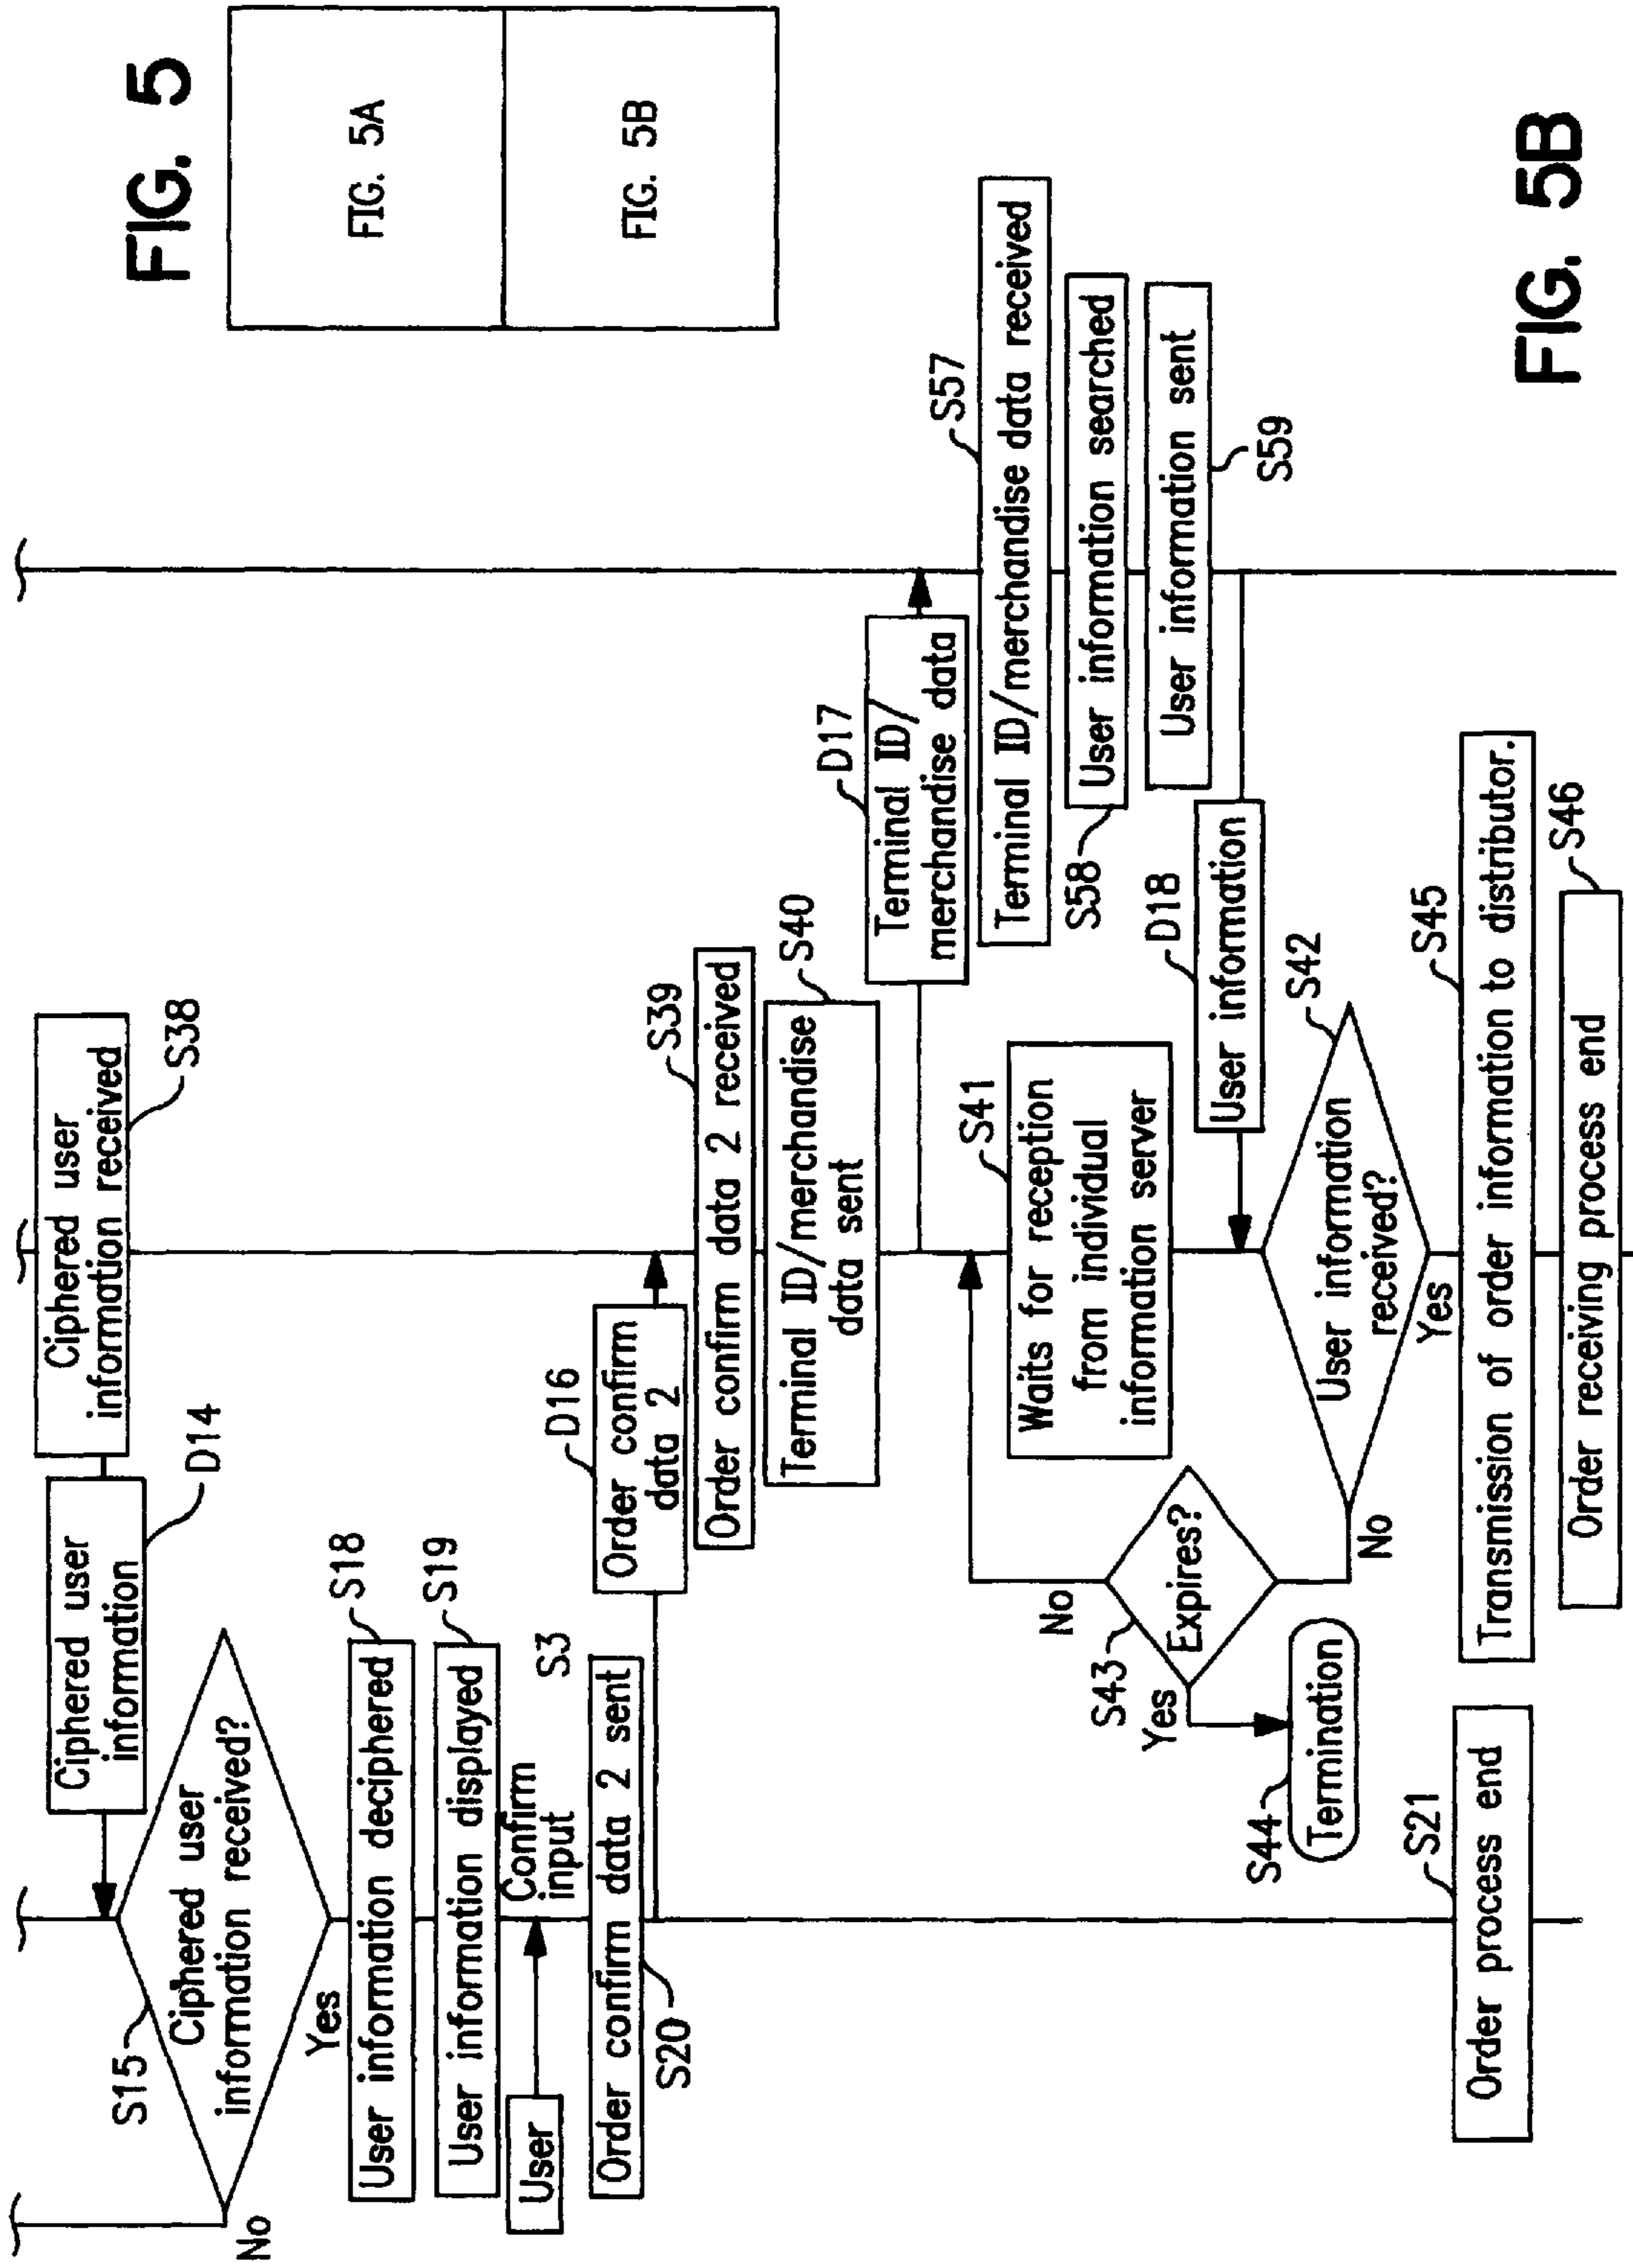 FIG. 5
FIG. 5A
FIG. 5B
Ciphered user
information received
S38
Ciphered user
information
D14
S15
Ciphered user
information received?
No
Yes
User information deciphered
S18
User information displayed
S19
User
Confirm
input
S3
Order confirm data 2 sent
S20
Order confirm
data 2
D16
Order confirm data 2 received
S39
Terminal ID/merchandise
data sent
S40
Terminal ID/
merchandise data
D17
Terminal ID/merchandise data received
S57
User information searched
S58
User information sent
S59
Waits for reception
from individual
information server
S41
User information
D18
User information
received?
S42
No
Yes
Expires?
S43
No
Yes
Termination
S44
Transmission of order information to distributor.
S45
Order receiving process end
S46
Order process end
S21
FIG. 5B